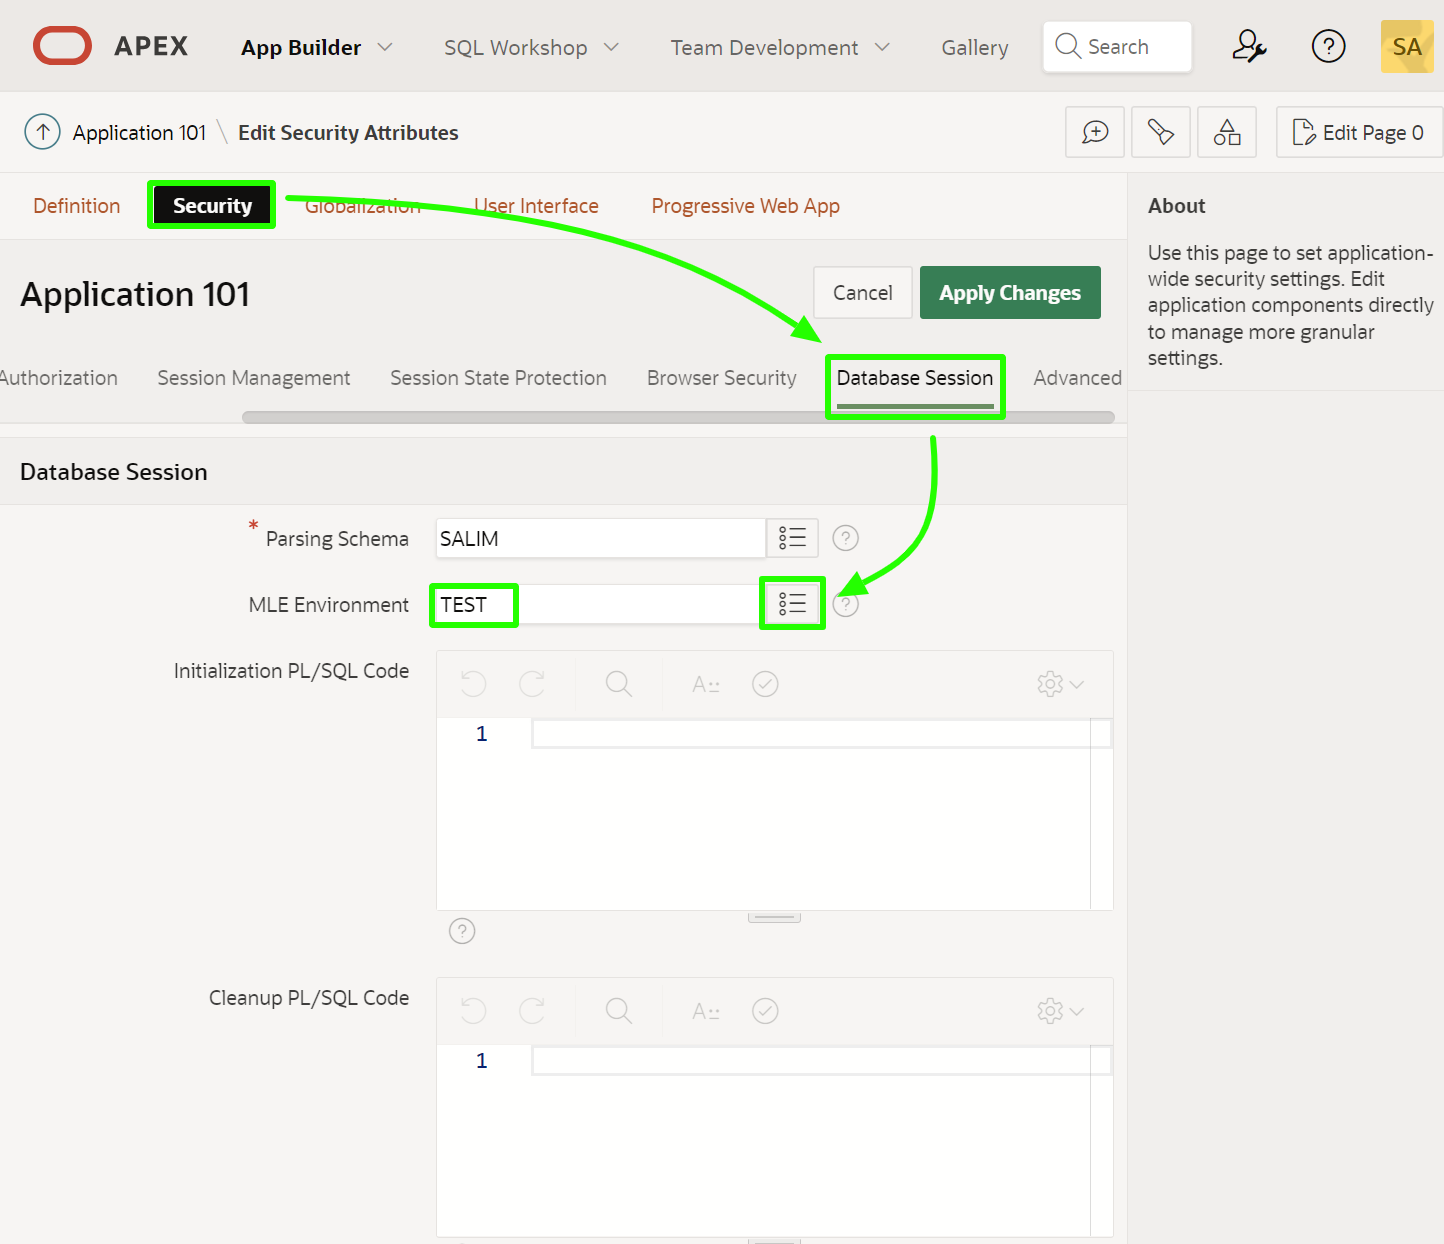 APEX App Builder SQL Workshop Team Development Gallery Search SA
Application 101 \ Edit Security Attributes Edit Page 0
Definition Security Globalization User Interface Progressive Web App
About
Use this page to set application-
wide security settings. Edit
application components directly
to manage more granular
settings.
Application 101 Cancel Apply Changes
Authorization Session Management Session State Protection Browser Security Database Session Advanced
Database Session
* Parsing Schema SALIM
MLE Environment TEST
Initialization PL/SQL Code
1
Cleanup PL/SQL Code
1